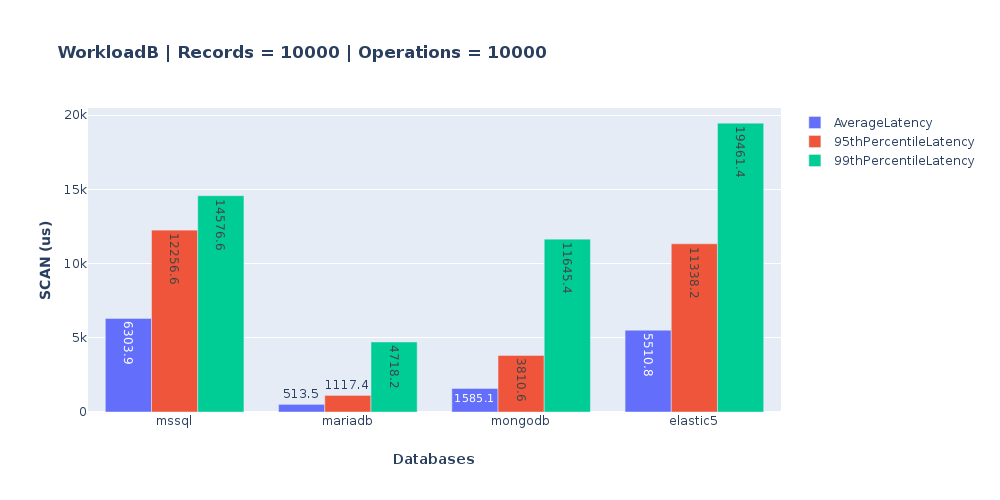 WorkloadB | Records = 10000 | Operations = 10000
AverageLatency
95thPercentileLatency
99thPercentileLatency
SCAN (us)
20k
15k
10k
5k
0
6303.9
12256.6
14576.6
513.5
1117.4
4718.2
1585.1
3810.6
11645.4
5510.8
11338.2
19461.4
mssql
mariadb
mongodb
elastic5
Databases